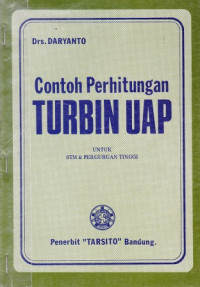 Drs. DARYANTO
Contoh Perhitungan
TURBIN UAP
UNTUK
STM & PERGURUAN TINGGI
Penerbit "TARSITO" Bandung.